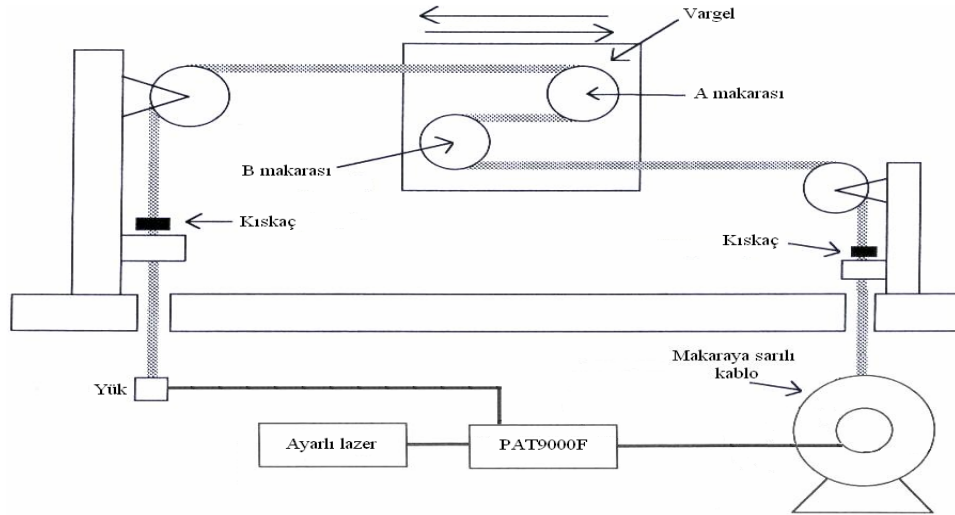 Vargel
A makarası
B makarası
Kıskaç
Kıskaç
Makaraya sarılı
kablo
Yük
Ayarlı lazer
PAT9000F